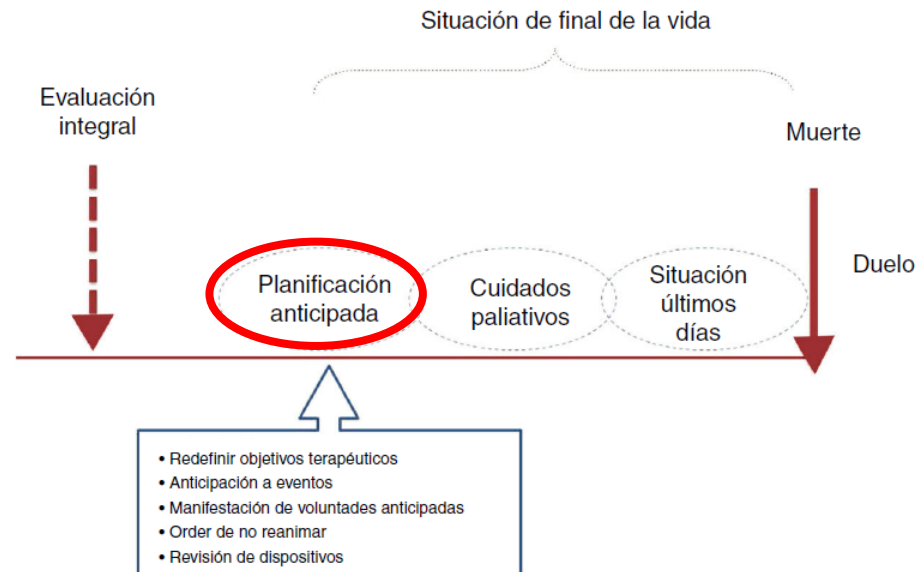 Situación de final de la vida
Evaluación
integral
Muerte
Planificación
anticipada
Cuidados
paliativos
Situación
últimos
días
Duelo
• Redefinir objetivos terapéuticos
• Anticipación a eventos
• Manifestación de voluntades anticipadas
• Order de no reanimar
• Revisión de dispositivos